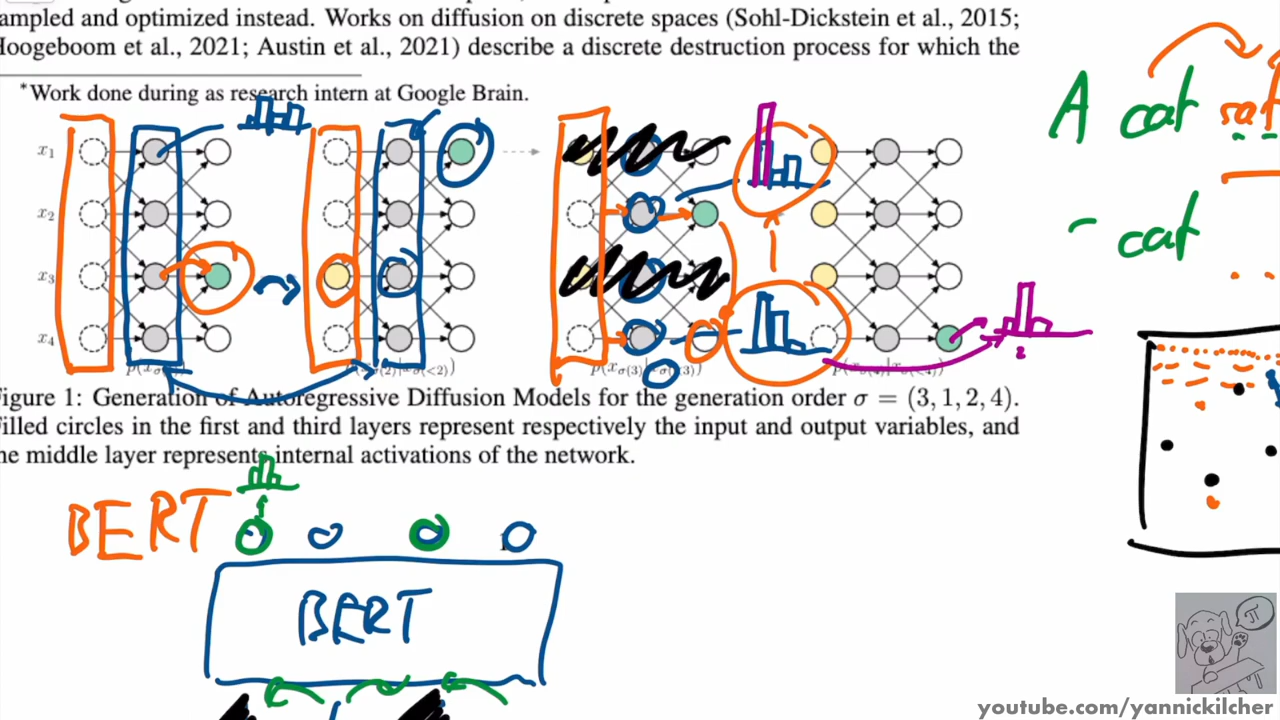 ampled and optimized instead. Works on diffusion on discrete spaces (Sohl-Dickstein et al., 2015;
Hoogeboom et al., 2021; Austin et al., 2021) describe a discrete destruction process for which the
*Work done during as research intern at Google Brain.
A cat sat
cat
x1
x2
x3
x4
igure 1: Generation of Autoregressive Diffusion Models for the generation order σ = (3, 1, 2, 4).
illed circles in the first and third layers represent respectively the input and output variables, and
he middle layer represents internal activations of the network.
BERT
BERT
π
youtube.com/yannickilcher